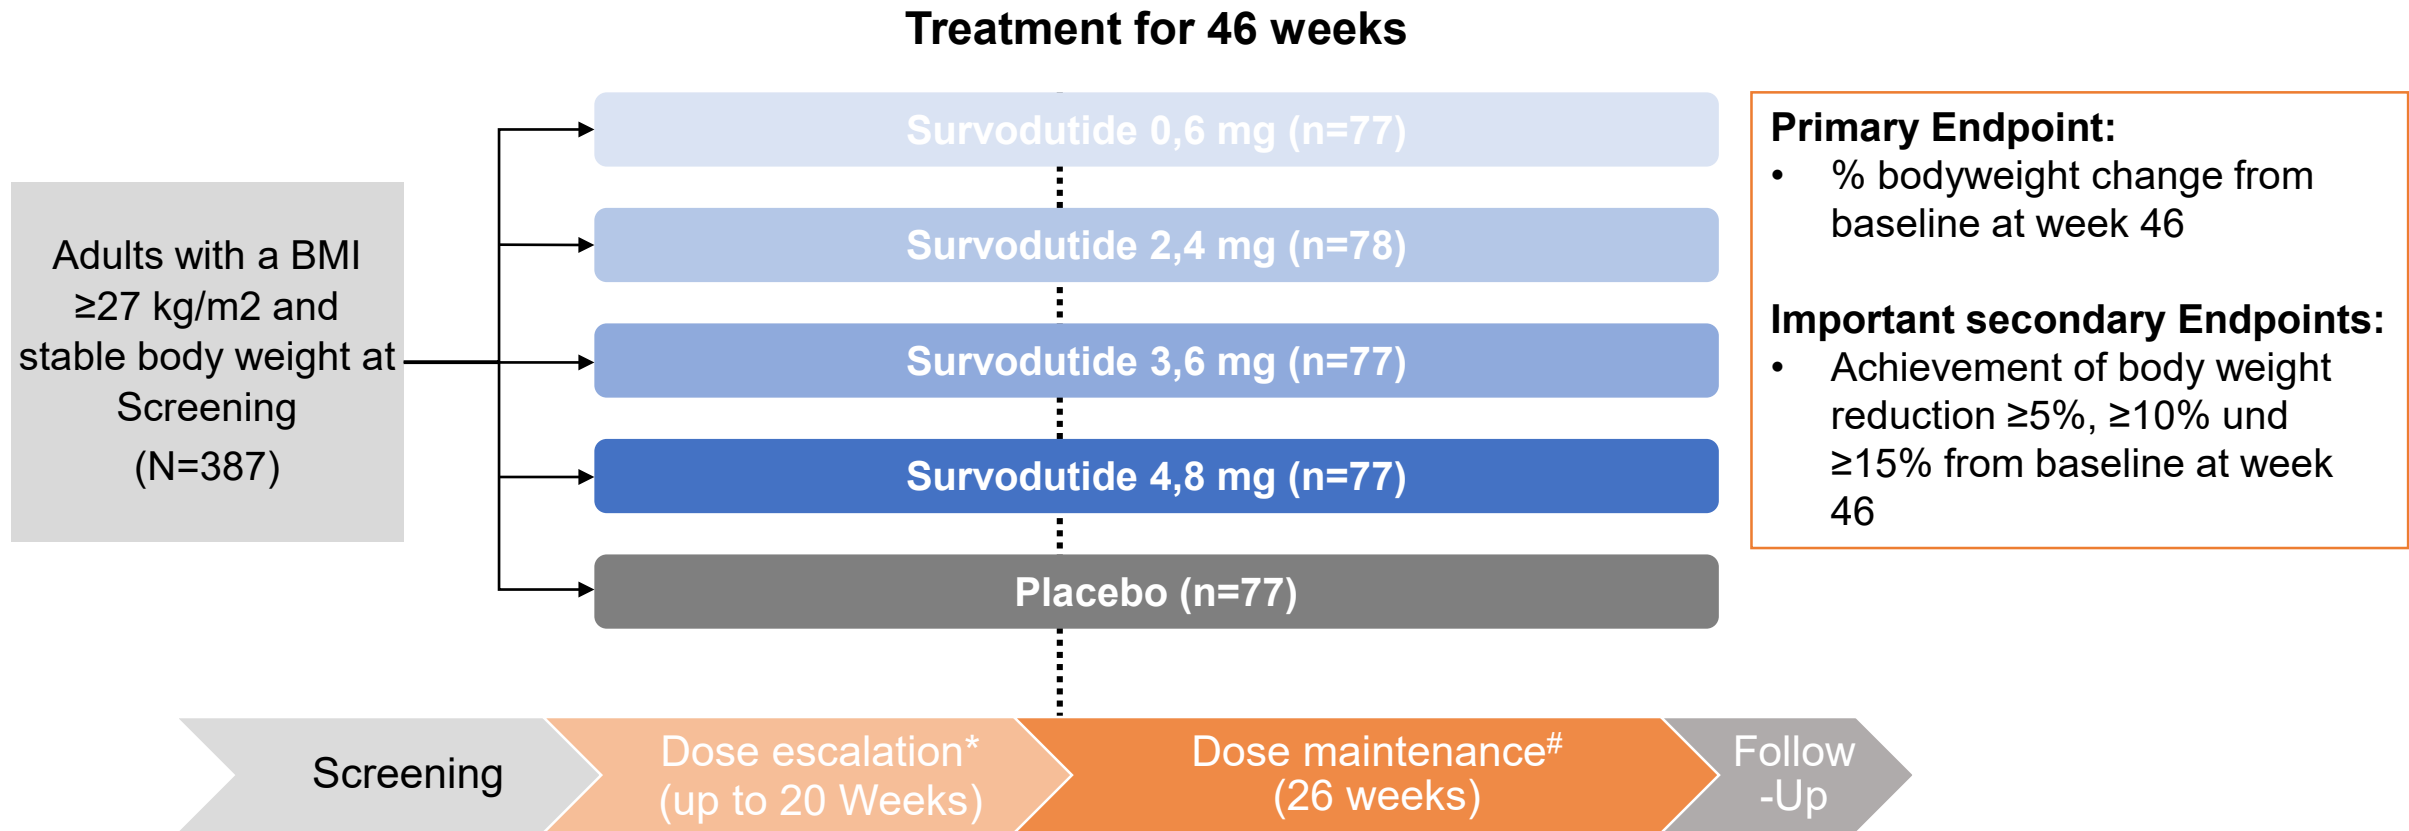 Treatment for 46 weeks
Adults with a BMI
≥27 kg/m2 and
stable body weight at
Screening
(N=387)
Survodutide 0,6 mg (n=77)
Survodutide 2,4 mg (n=78)
Survodutide 3,6 mg (n=77)
Survodutide 4,8 mg (n=77)
Placebo (n=77)
Primary Endpoint:
• % bodyweight change from
baseline at week 46
Important secondary Endpoints:
• Achievement of body weight
reduction ≥5%, ≥10% und
≥15% from baseline at week
46
Screening
Dose escalation*
(up to 20 Weeks)
Dose maintenance#
(26 weeks)
Follow
-Up